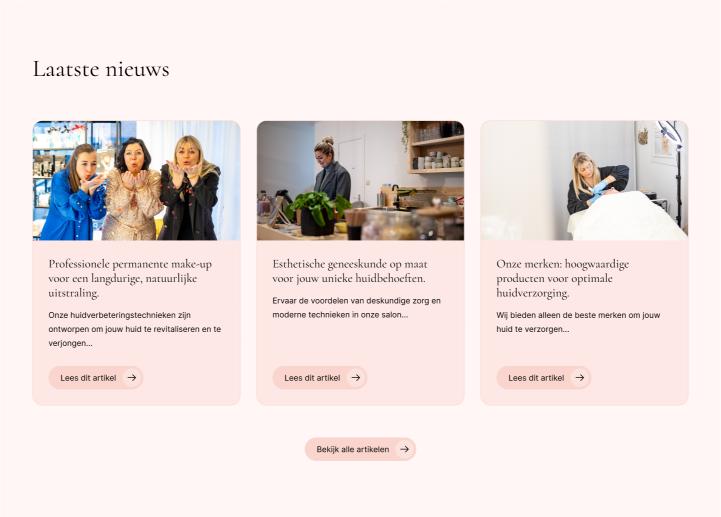 Laatste nieuws
Professionele permanente make-up
voor een langdurige, natuurlijke
uitstraling.
Onze huidverbeteringstechnieken zijn
ontworpen om jouw huid te revitaliseren en te
verjongen...
Lees dit artikel
Esthetische geneeskunde op maat
voor jouw unieke huidbehoeften.
Ervaar de voordelen van deskundige zorg en
moderne technieken in onze salon...
Lees dit artikel
Onze merken: hoogwaardige
producten voor optimale
huidverzorging.
Wij bieden alleen de beste merken om jouw
huid te verzorgen...
Lees dit artikel
Bekijk alle artikelen